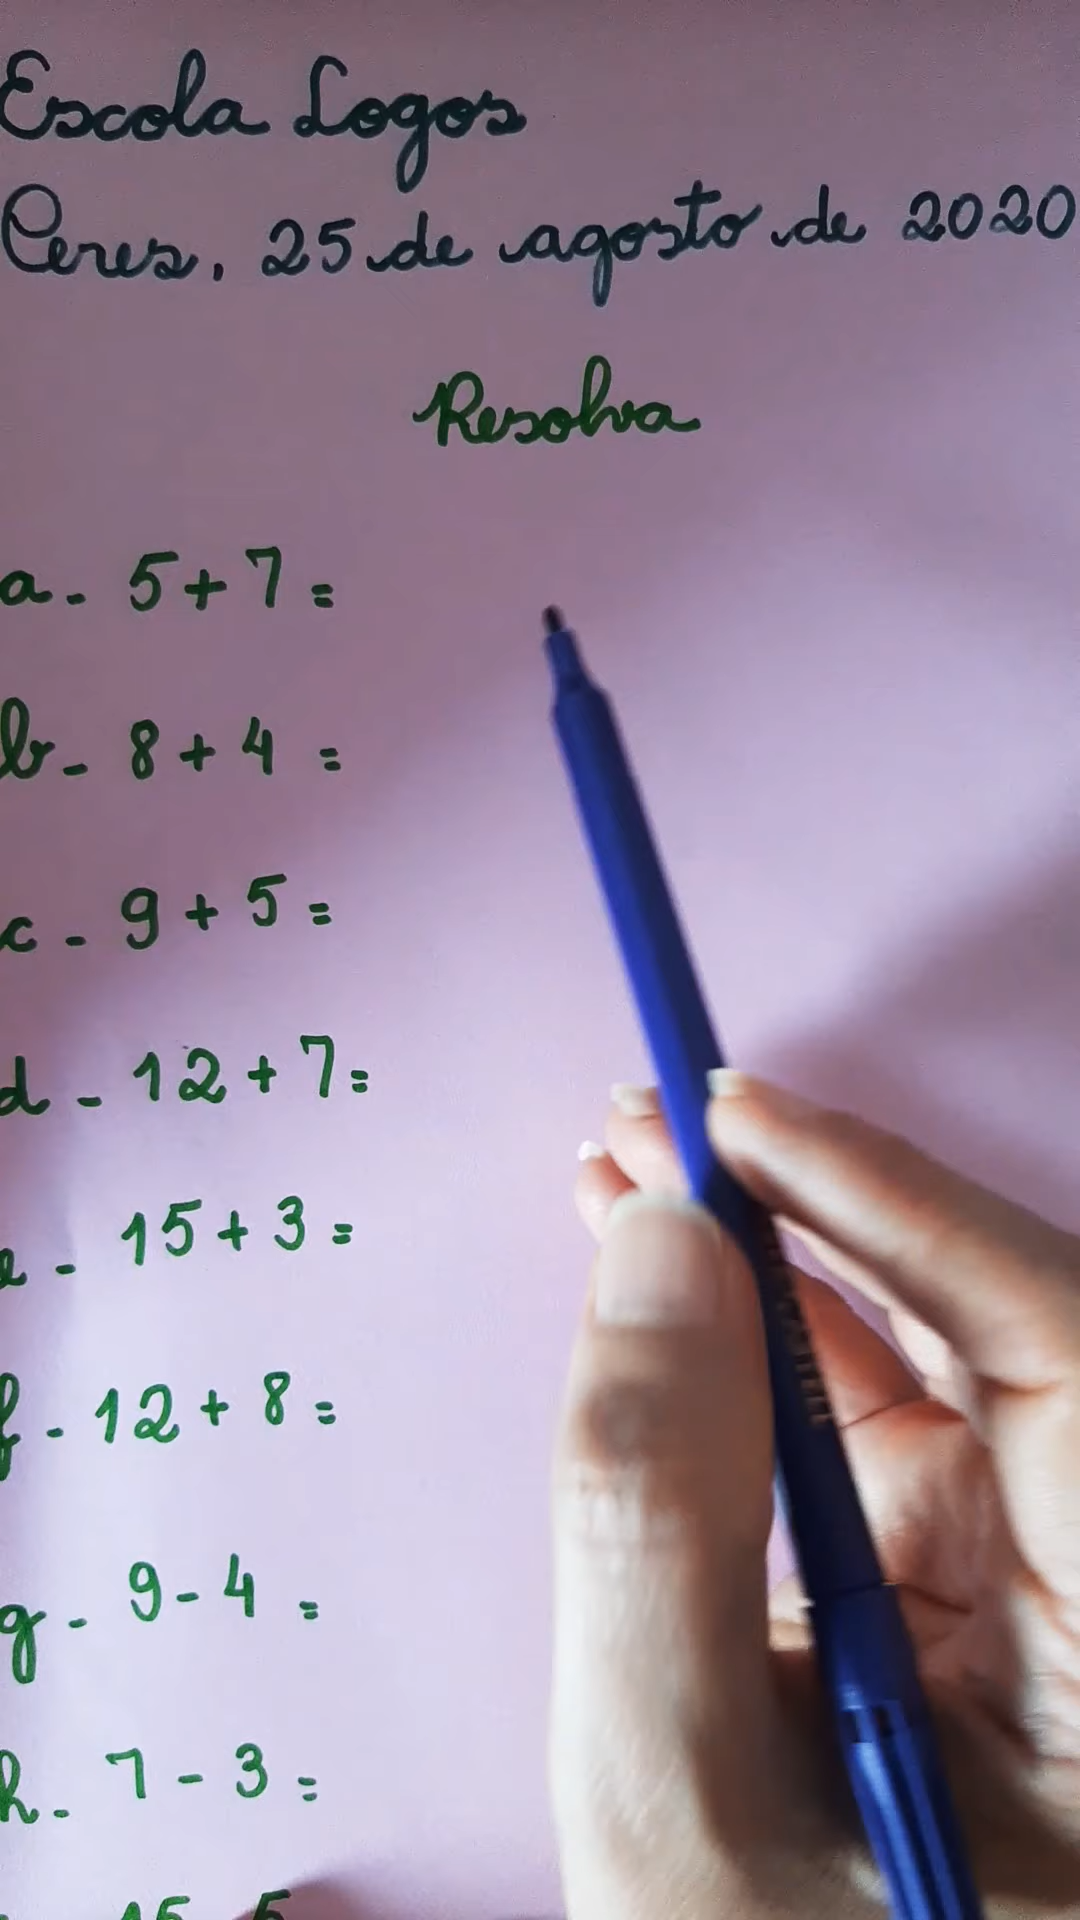 Escola Logos
Ceres, 25 de agosto de 2020
Resolva
a - 5 + 7 =
b - 8 + 4 =
c - 9 + 5 =
d - 12 + 7 =
e - 15 + 3 =
f - 12 + 8 =
g - 9 - 4 =
h - 7 - 3 =